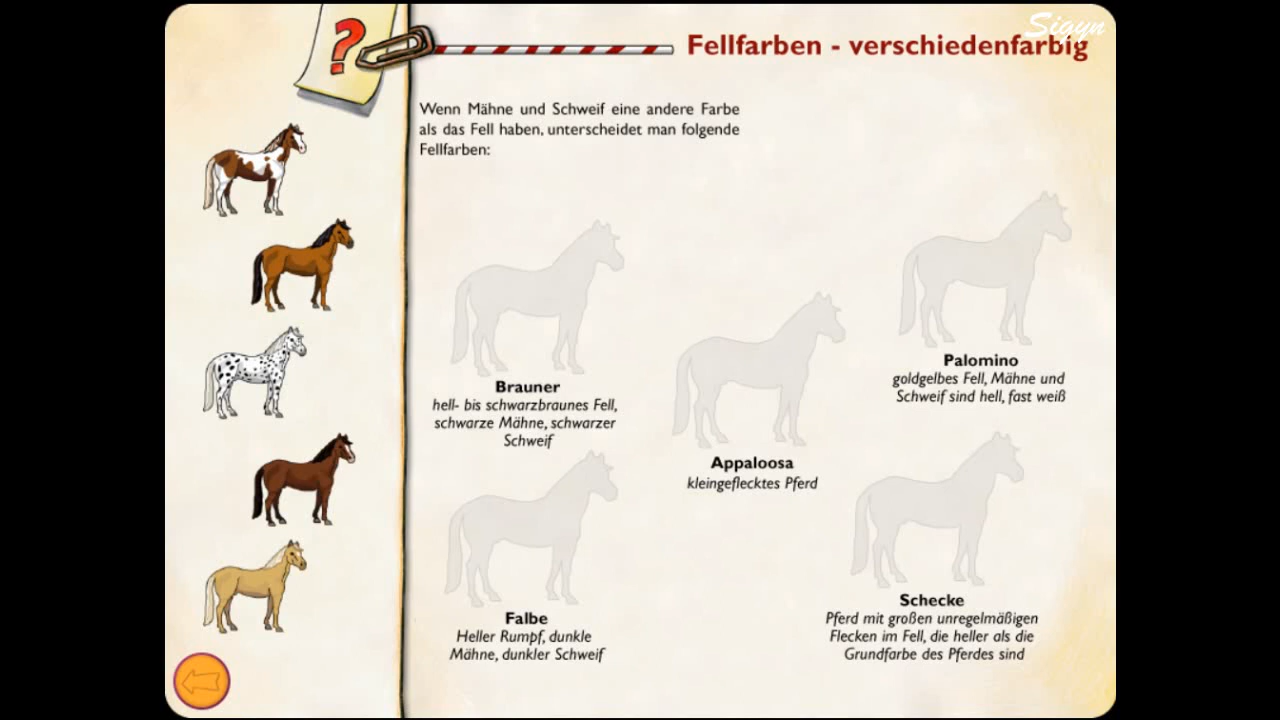 ?
Sigyn
Fellfarben - verschiedenfarbig
Wenn Mähne und Schweif eine andere Farbe
als das Fell haben, unterscheidet man folgende
Fellfarben:
Brauner
hell- bis schwarzbraunes Fell,
schwarze Mähne, schwarzer
Schweif
Appaloosa
kleingeflecktes Pferd
Palomino
goldgelbes Fell, Mähne und
Schweif sind hell, fast weiß
Falbe
Heller Rumpf, dunkle
Mähne, dunkler Schweif
Schecke
Pferd mit großen unregelmäßigen
Flecken im Fell, die heller als die
Grundfarbe des Pferdes sind